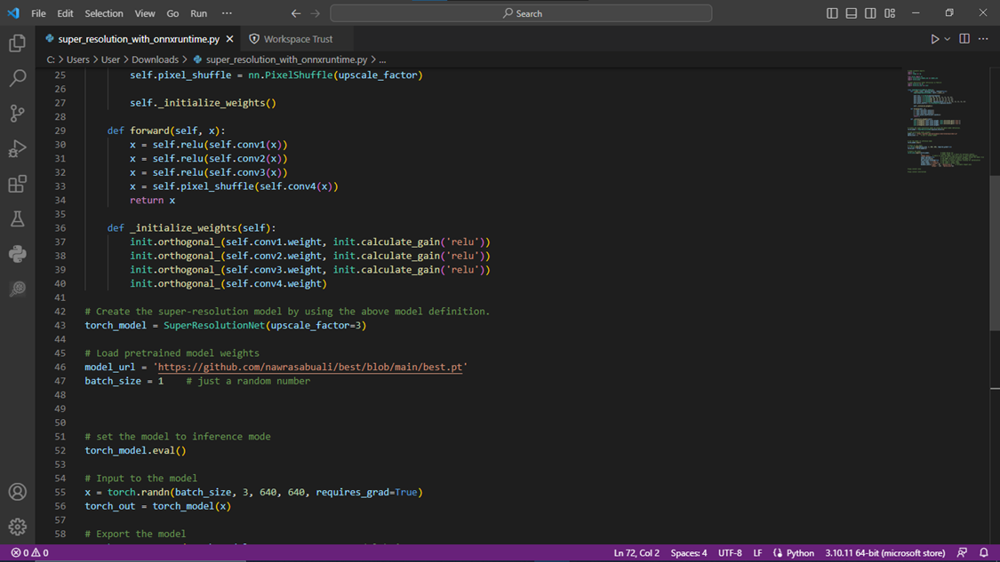 File Edit Selection View Go Run ··· Search
super_resolution_with_onnxruntime.py Workspace Trust
C: > Users > User > Downloads > super_resolution_with_onnxruntime.py > ...
25 self.pixel_shuffle = nn.PixelShuffle(upscale_factor)
26
27 self._initialize_weights()
28
29 def forward(self, x):
30 x = self.relu(self.conv1(x))
31 x = self.relu(self.conv2(x))
32 x = self.relu(self.conv3(x))
33 x = self.pixel_shuffle(self.conv4(x))
34 return x
35
36 def _initialize_weights(self):
37 init.orthogonal_(self.conv1.weight, init.calculate_gain('relu'))
38 init.orthogonal_(self.conv2.weight, init.calculate_gain('relu'))
39 init.orthogonal_(self.conv3.weight, init.calculate_gain('relu'))
40 init.orthogonal_(self.conv4.weight)
41
42 # Create the super-resolution model by using the above model definition.
43 torch_model = SuperResolutionNet(upscale_factor=3)
44
45 # Load pretrained model weights
46 model_url = 'https://github.com/nawrasabuali/best/blob/main/best.pt'
47 batch_size = 1 # just a random number
48
49
50
51 # set the model to inference mode
52 torch_model.eval()
53
54 # Input to the model
55 x = torch.randn(batch_size, 3, 640, 640, requires_grad=True)
56 torch_out = torch_model(x)
57
58 # Export the model
0 0 Ln 72, Col 2 Spaces: 4 UTF-8 LF Python 3.10.11 64-bit (microsoft store)